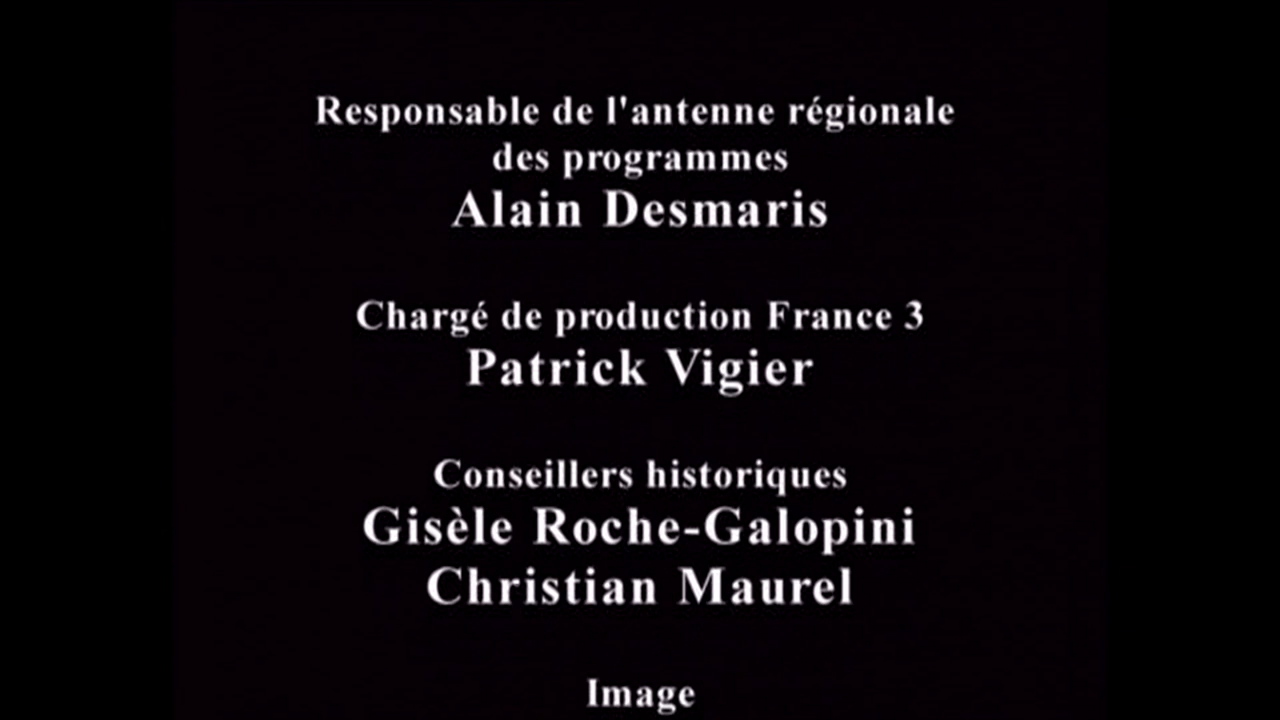 Responsable de l'antenne régionale
des programmes
Alain Desmaris
Chargé de production France 3
Patrick Vigier
Conseillers historiques
Gisèle Roche-Galopini
Christian Maurel
Image